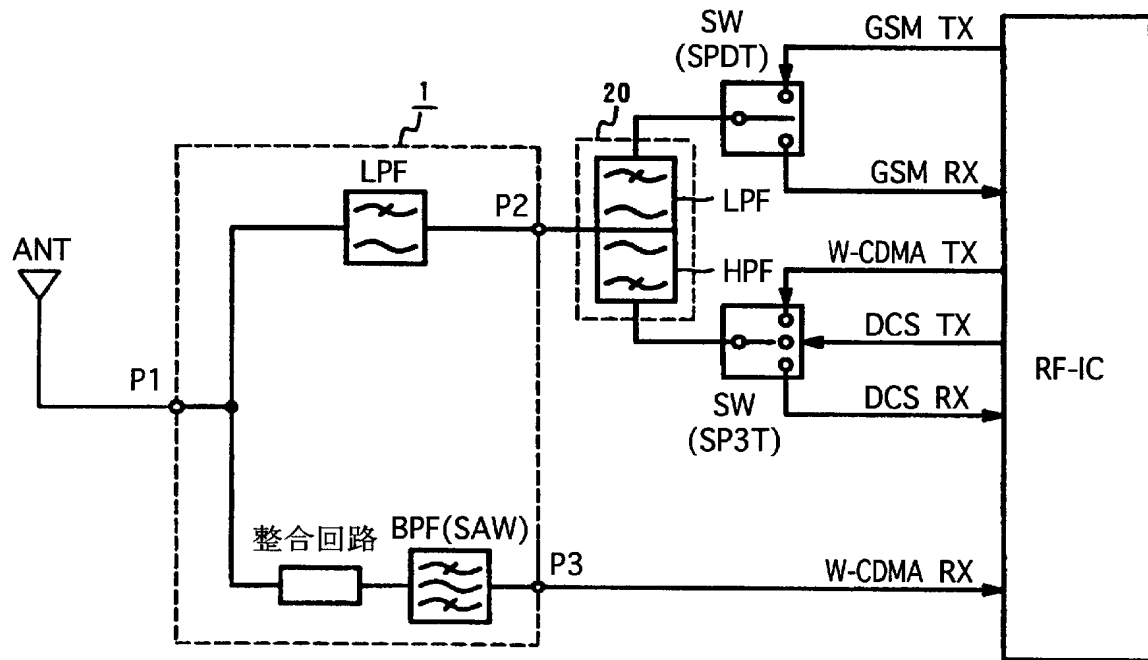 SW
(SPDT)
GSM TX
1
20
LPF
GSM RX
P2
LPF
ANT
W-CDMA TX
HPF
DCS TX
RF-IC
P1
DCS RX
SW
(SP3T)
整合回路
BPF(SAW)
P3
W-CDMA RX